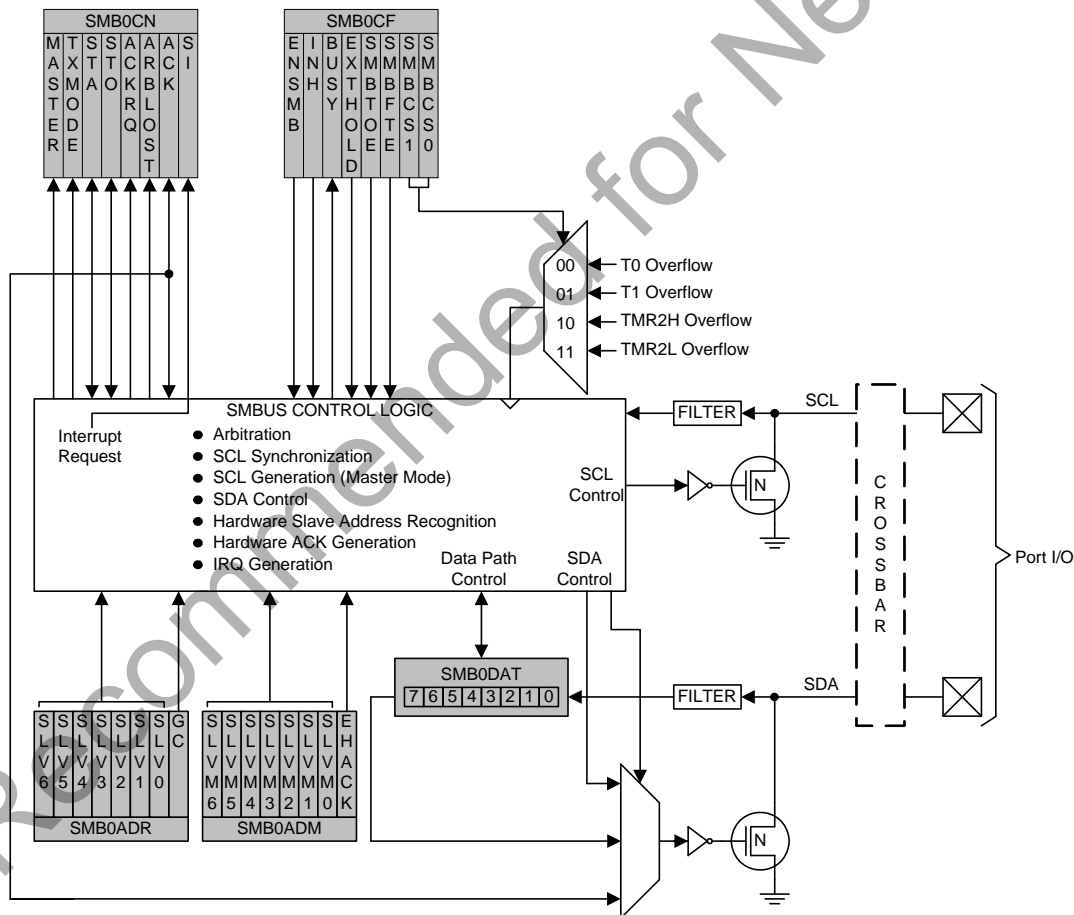 SMB0CN
MASTER
TXMODE
STA
STO
ACKRQ
ARBLOST
ACK
SI
SMB0CF
ENSMB
INH
BUSY
EXTHOLD
SMBTOE
SMBFTE
SMBCS1
SMBCS0
00
01
10
11
T0 Overflow
T1 Overflow
TMR2H Overflow
TMR2L Overflow
SMBUS CONTROL LOGIC
Interrupt
Request
● Arbitration
● SCL Synchronization
● SCL Generation (Master Mode)
● SDA Control
● Hardware Slave Address Recognition
● Hardware ACK Generation
● IRQ Generation
Data Path
Control
SCL
Control
SDA
Control
FILTER
SCL
N
CROSSBAR
Port I/O
SMB0DAT
7 6 5 4 3 2 1 0
FILTER
SDA
N
SLV6
SLV5
SLV4
SLV3
SLV2
SLV1
SLV0
GC
SMB0ADR
SLVM6
SLVM5
SLVM4
SLVM3
SLVM2
SLVM1
SLVM0
EHACK
SMB0ADM
Recommended for Ne